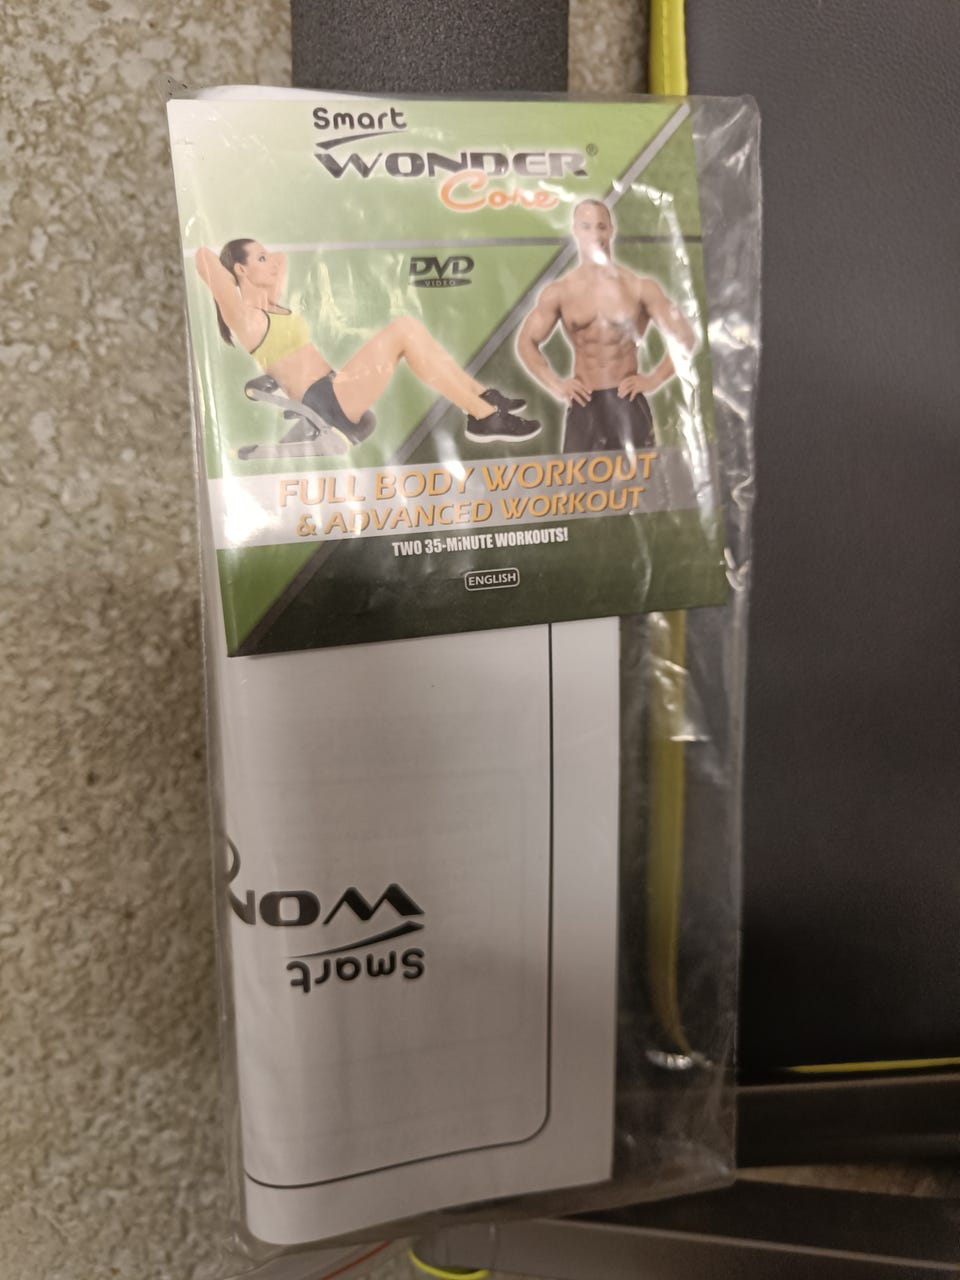 Smart
WONDER®
Core
DVD
VIDEO
FULL BODY WORKOUT
& ADVANCED WORKOUT
TWO 35-MiNUTE WORKOUTS!
ENGLISH
Smart
WON